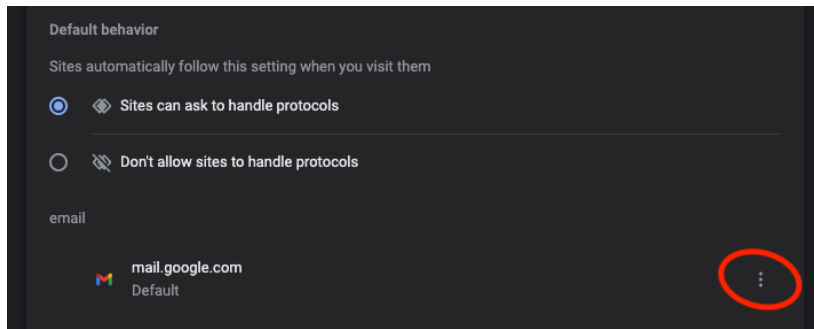 Default behavior
Sites automatically follow this setting when you visit them
Sites can ask to handle protocols
Don't allow sites to handle protocols
email
mail.google.com
Default